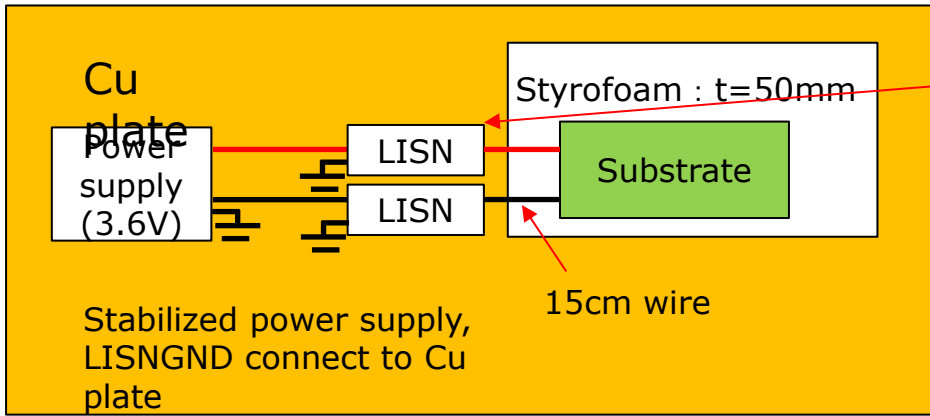 Cu
plate
Power
supply
(3.6V)
LISN
LISN
Styrofoam : t=50mm
Substrate
15cm wire
Stabilized power supply,
LISNGND connect to Cu
plate